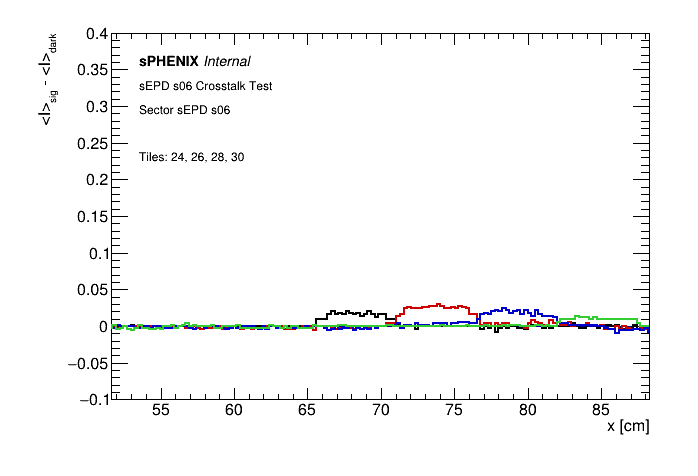 <I>sig - <I>dark
0.4
0.35
0.3
0.25
0.2
0.15
0.1
0.05
0
−0.05
−0.1
sPHENIX Internal
sEPD s06 Crosstalk Test
Sector sEPD s06
Tiles: 24, 26, 28, 30
55 60 65 70 75 80 85
x [cm]